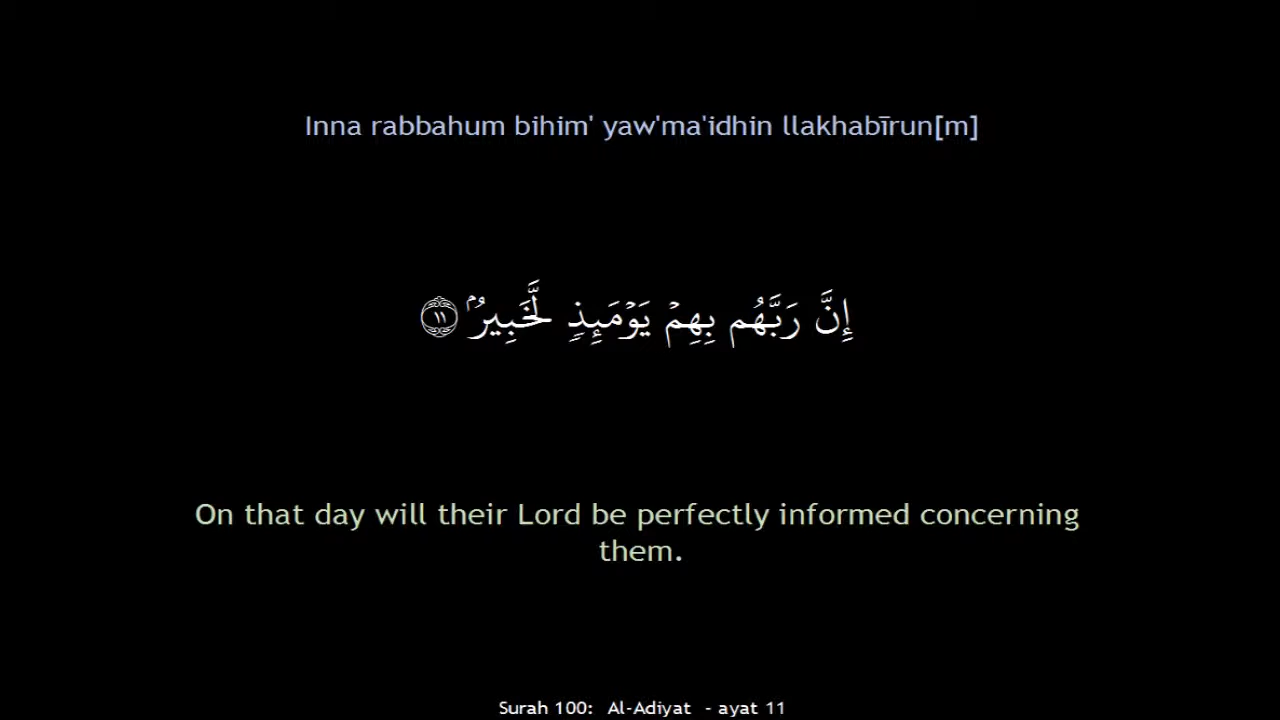 Inna rabbahum bihim' yaw'ma'idhin llakhabīrun[m]
إِنَّ رَبَّهُم بِهِمْ يَوْمَئِذٍ لَّخَبِيرٌۢ ١١
On that day will their Lord be perfectly informed concerning
them.
Surah 100: Al-Adiyat - ayat 11